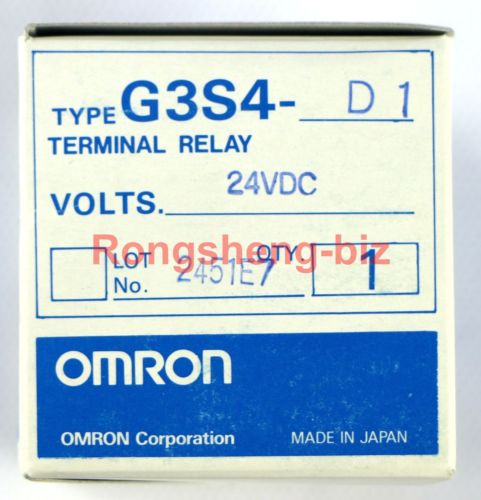 TYPE G3S4- D1
TERMINAL RELAY
VOLTS. 24VDC
Rongsheng-biz
LOT No. 2451E7 QTY. 1
OMRON
OMRON Corporation MADE IN JAPAN